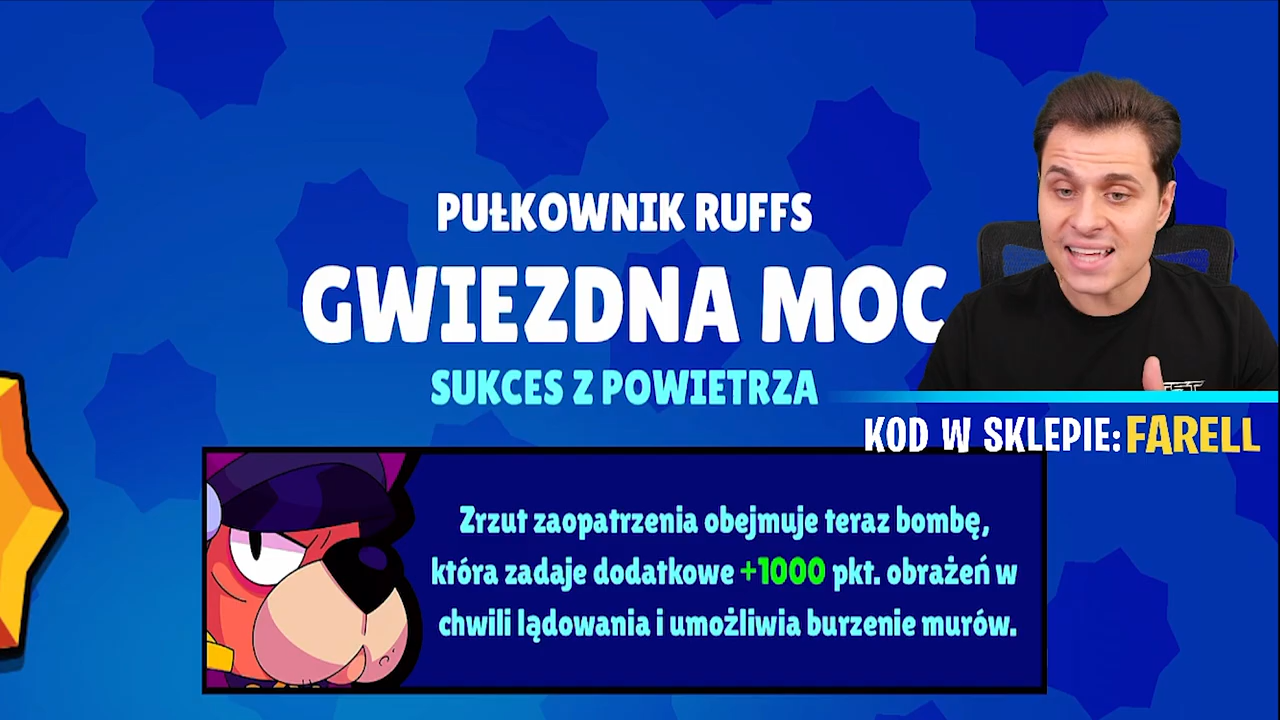 PUŁKOWNIK RUFFS
GWIEZDNA MOC
SUKCES Z POWIETRZA
KOD W SKLEPIE: FARELL
Zrzut zaopatrzenia obejmuje teraz bombę,
która zadaje dodatkowe +1000 pkt. obrażeń w
chwili lądowania i umożliwia burzenie murów.